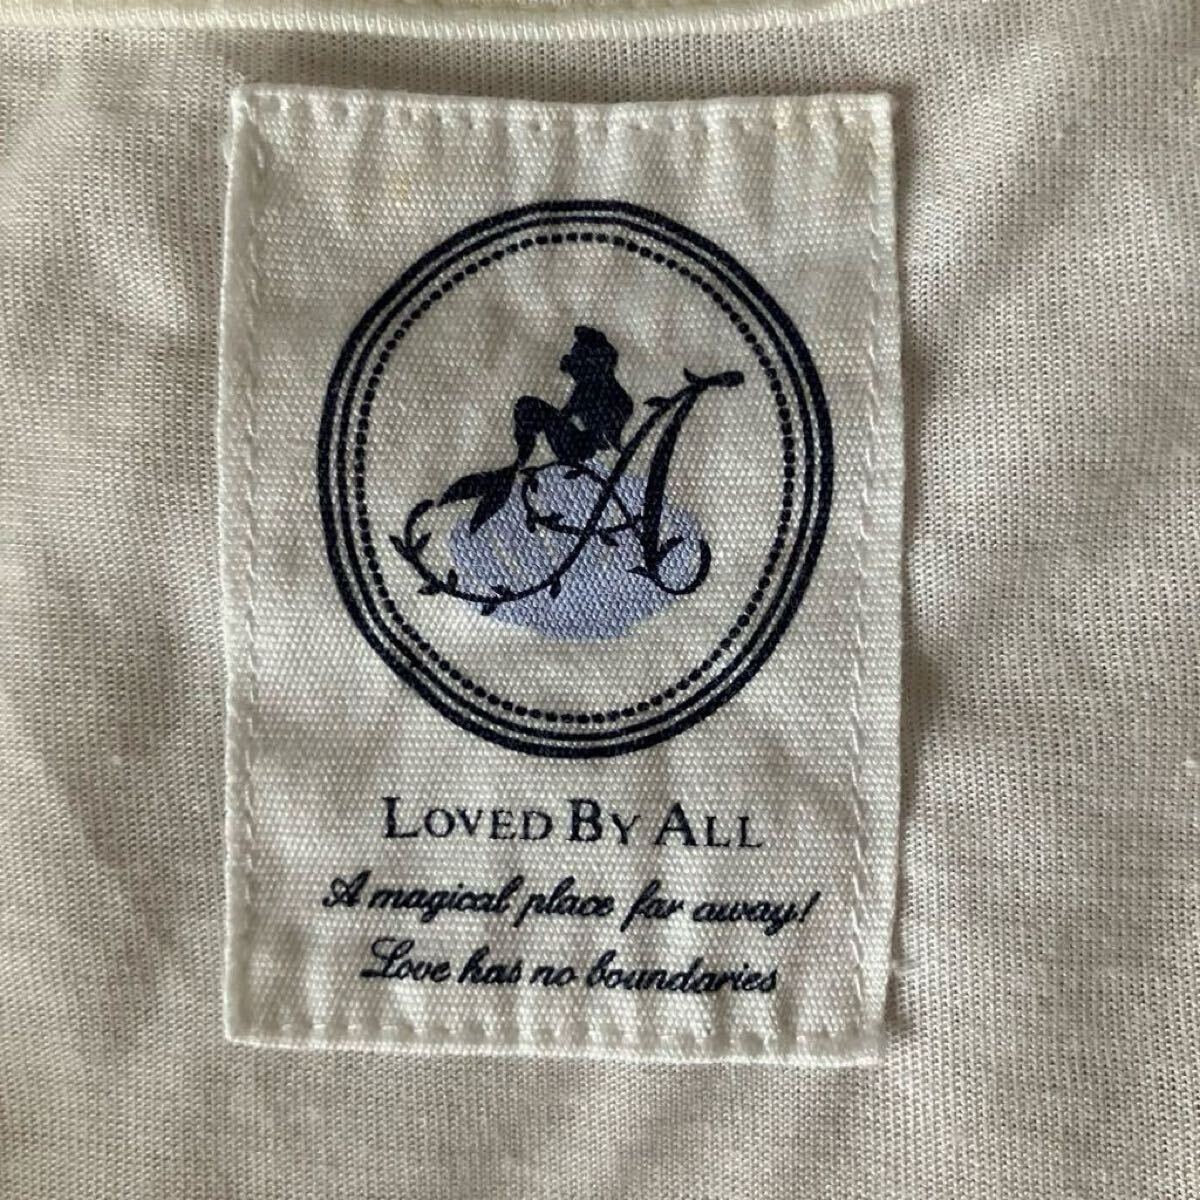 A
LOVED BY ALL
A magical place far away!
Love has no boundaries